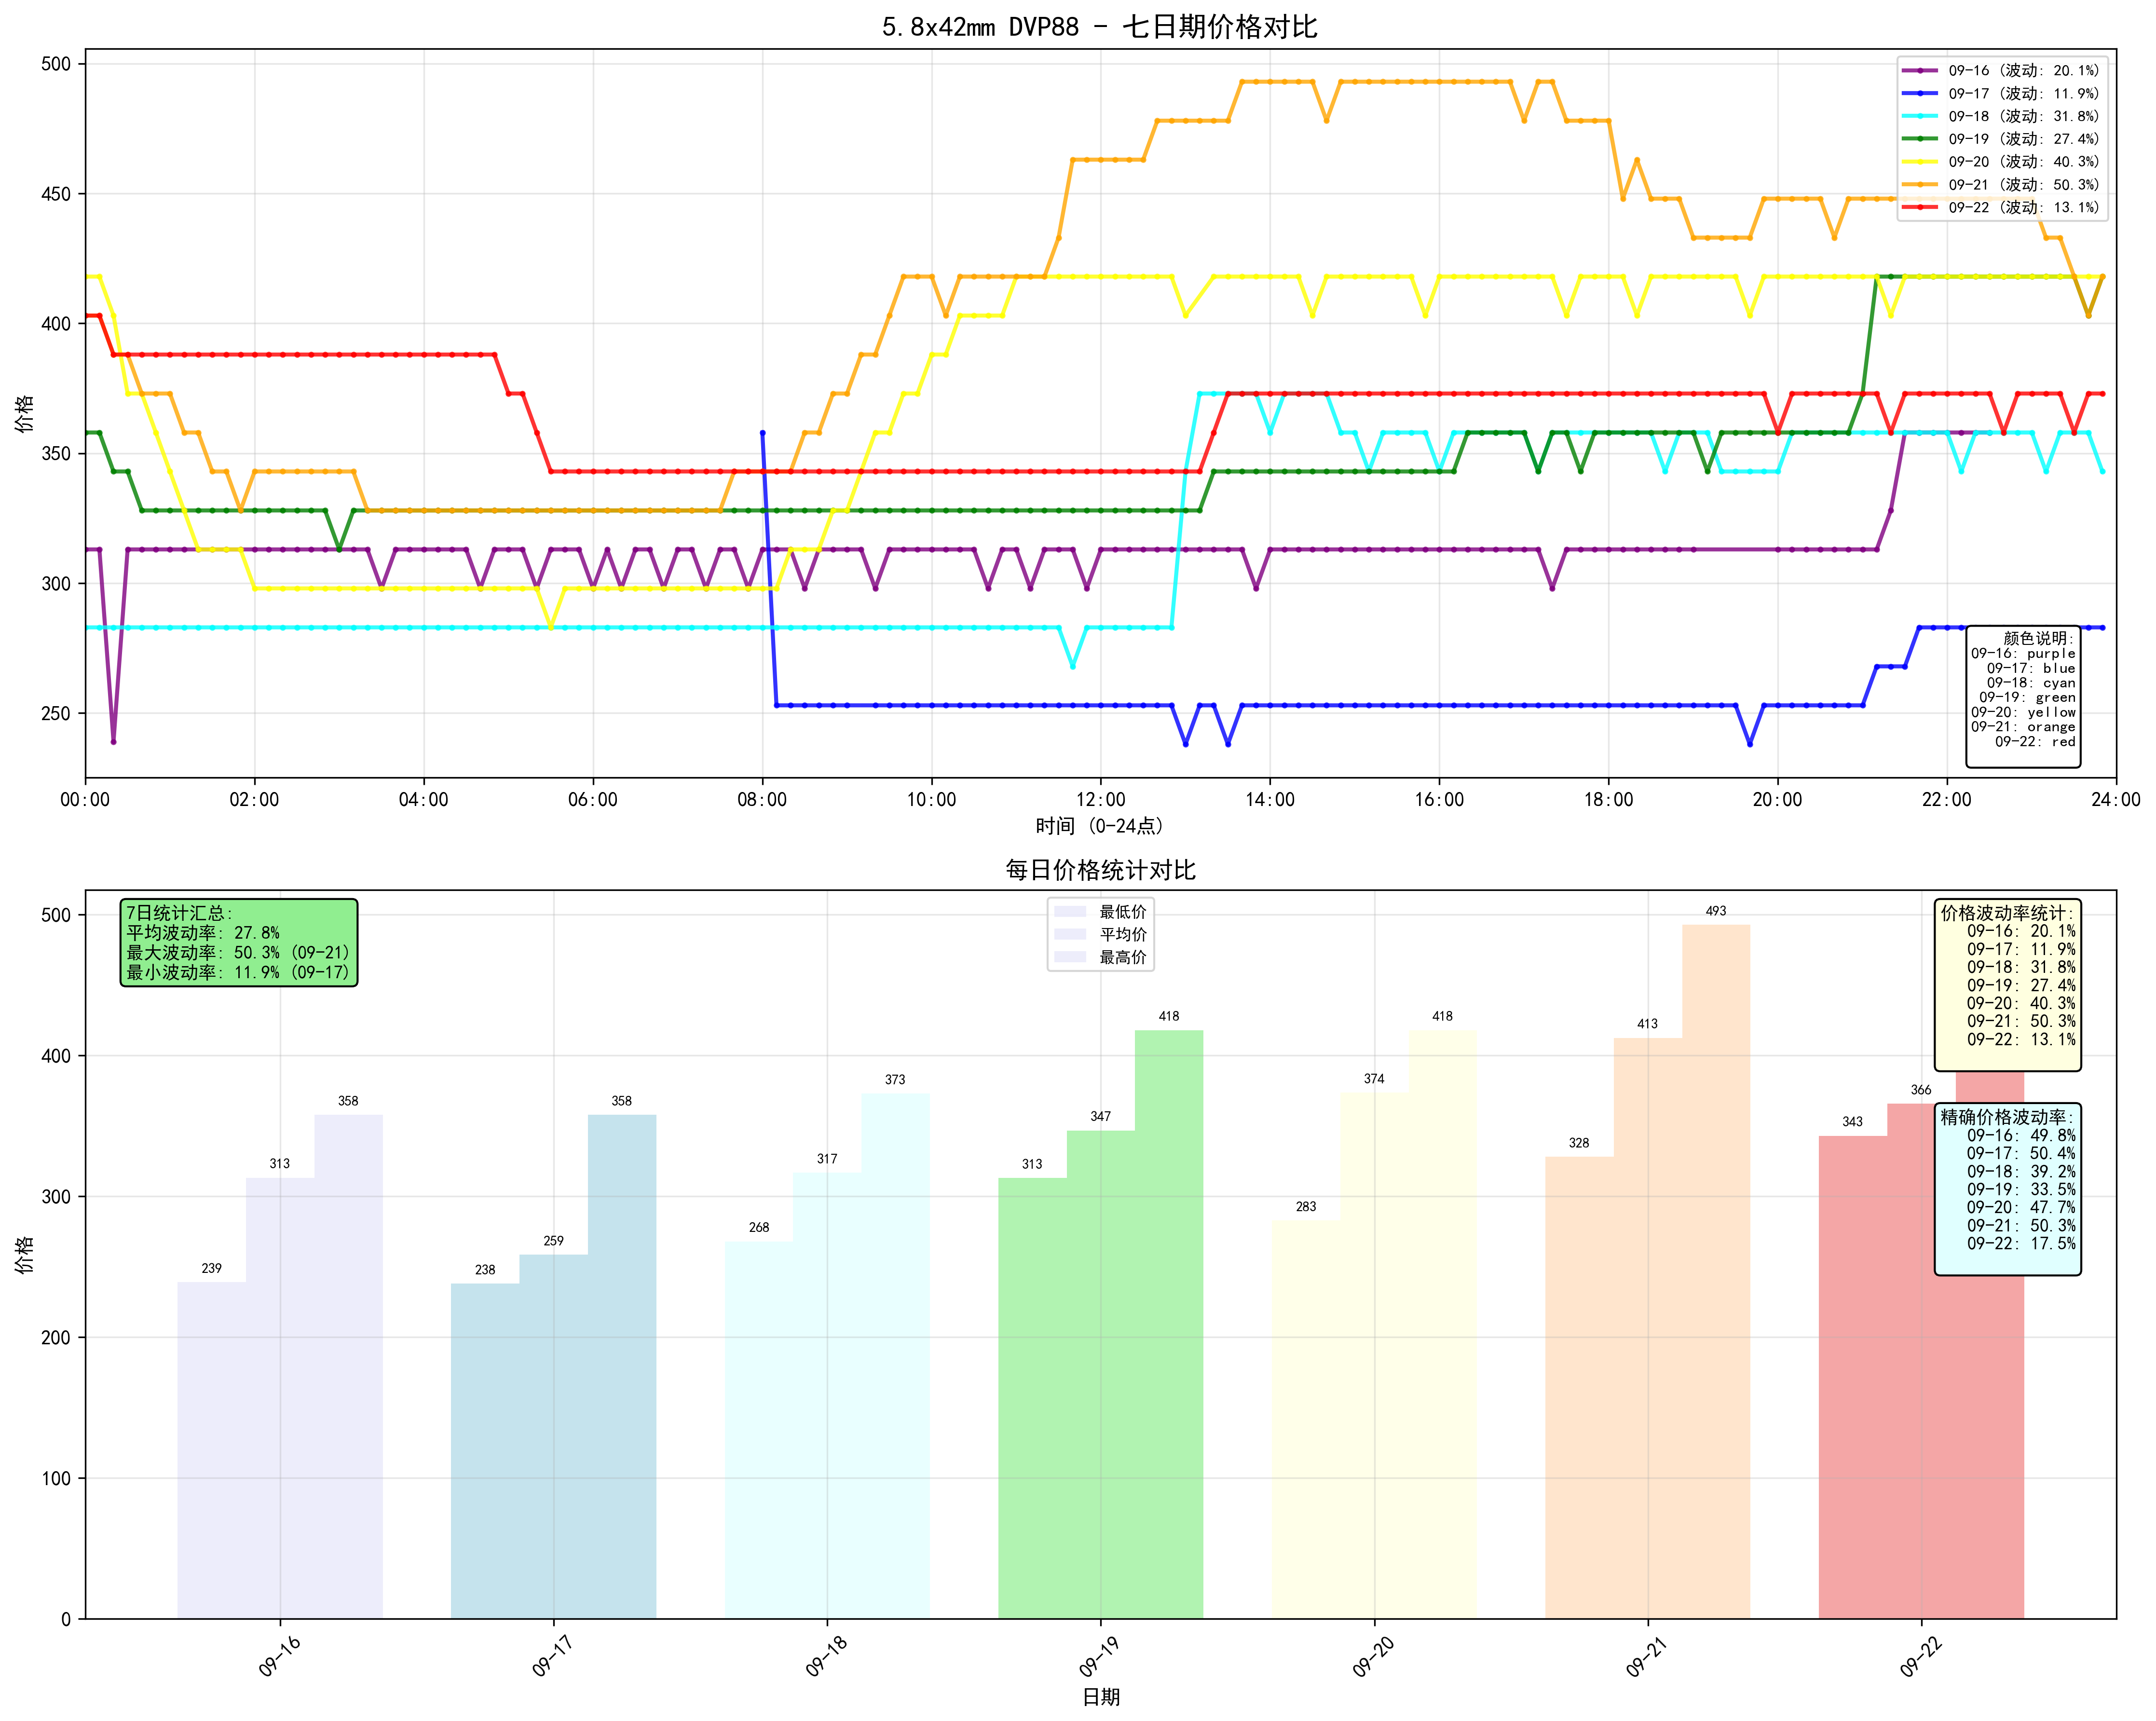 5.8x42mm DVP88 - 七日期价格对比
价格
500
450
400
350
300
250
09-16 (波动: 20.1%)
09-17 (波动: 11.9%)
09-18 (波动: 31.8%)
09-19 (波动: 27.4%)
09-20 (波动: 40.3%)
09-21 (波动: 50.3%)
09-22 (波动: 13.1%)
颜色说明:
09-16: purple
09-17: blue
09-18: cyan
09-19: green
09-20: yellow
09-21: orange
09-22: red
00:00 02:00 04:00 06:00 08:00 10:00 12:00 14:00 16:00 18:00 20:00 22:00 24:00
时间 (0-24点)
每日价格统计对比
价格
500
400
300
200
100
0
7日统计汇总:
平均波动率: 27.8%
最大波动率: 50.3% (09-21)
最小波动率: 11.9% (09-17)
最低价
平均价
最高价
价格波动率统计:
09-16: 20.1%
09-17: 11.9%
09-18: 31.8%
09-19: 27.4%
09-20: 40.3%
09-21: 50.3%
09-22: 13.1%
精确价格波动率:
09-16: 49.8%
09-17: 50.4%
09-18: 39.2%
09-19: 33.5%
09-20: 47.7%
09-21: 50.3%
09-22: 17.5%
239 313 358
238 259 358
268 317 373
313 347 418
283 374 418
328 413 493
343 366
09-16 09-17 09-18 09-19 09-20 09-21 09-22
日期